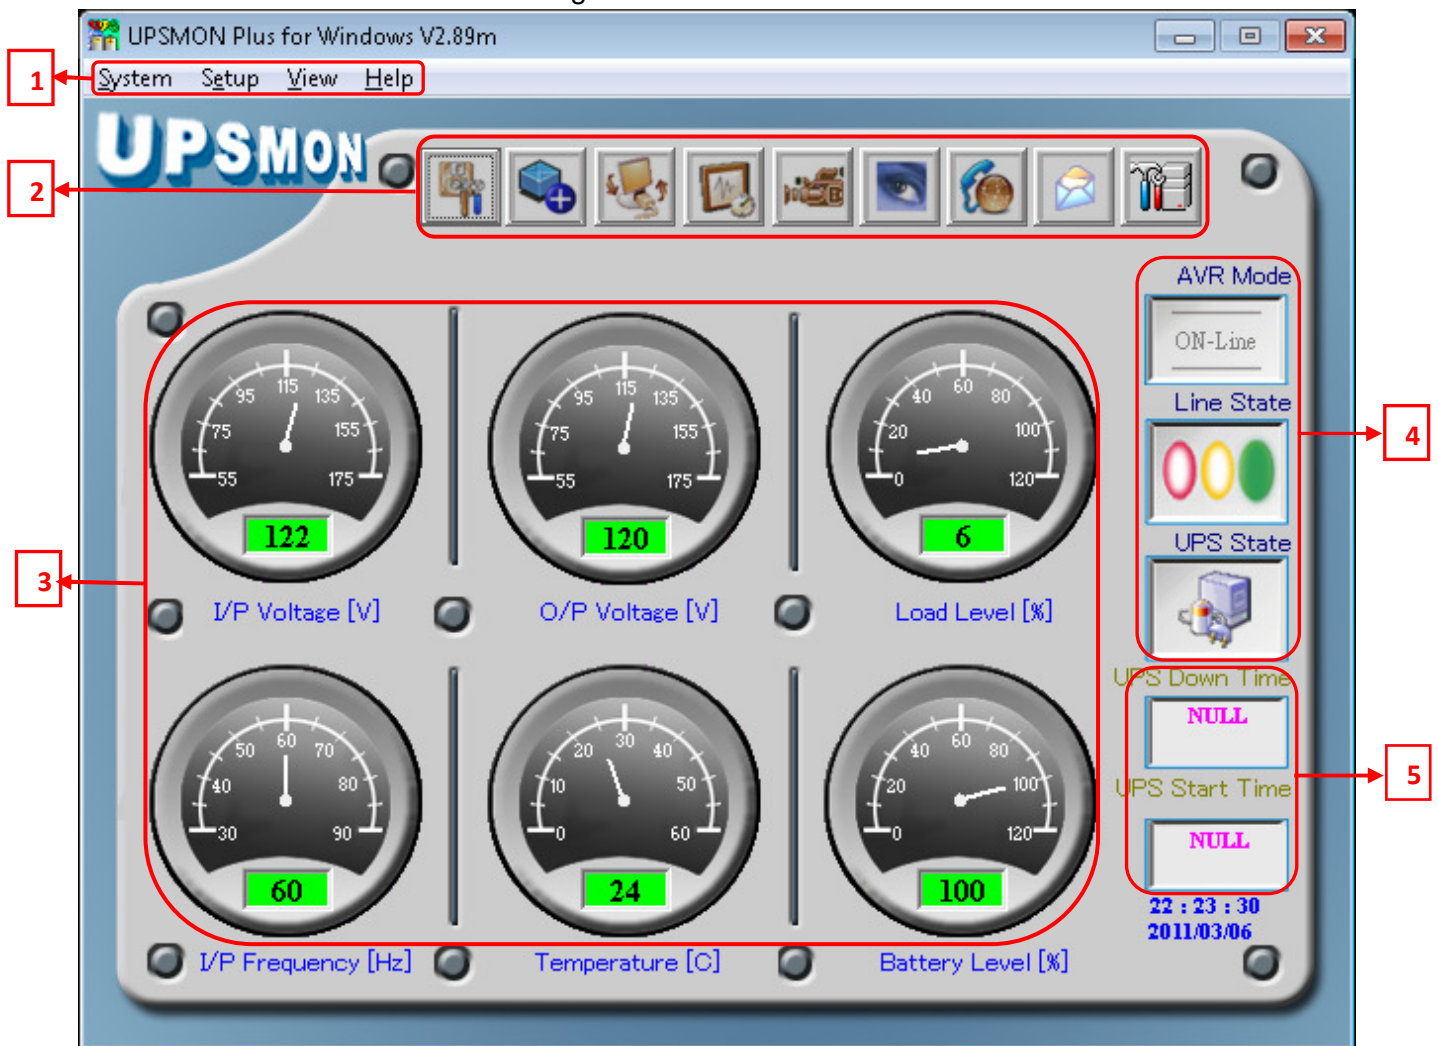 UPSMON Plus for Windows V2.89m
1
System Setup View Help
UPSMON
2
AVR Mode
ON-Line
Line State
4
UPS State
3
55 75 95 115 135 155 175
122
I/P Voltage [V]
55 75 95 115 135 155 175
120
O/P Voltage [V]
0 20 40 60 80 100 120
6
Load Level [%]
UPS Down Time
NULL
5
UPS Start Time
NULL
30 40 50 60 70 80 90
60
I/P Frequency [Hz]
0 10 20 30 40 50 60
24
Temperature [C]
0 20 40 60 80 100 120
100
Battery Level [%]
22 : 23 : 30
2011/03/06